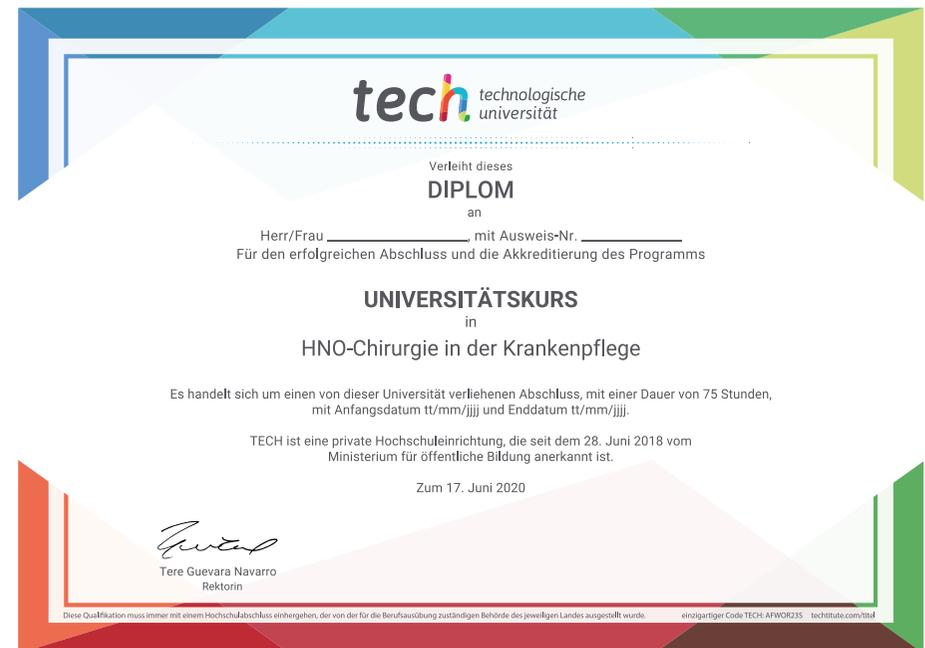 tech technologische
universität
Verleiht dieses
DIPLOM
an
Herr/Frau ____________, mit Ausweis-Nr. ____________
Für den erfolgreichen Abschluss und die Akkreditierung des Programms
UNIVERSITÄTSKURS
in
HNO-Chirurgie in der Krankenpflege
Es handelt sich um einen von dieser Universität verliehenen Abschluss, mit einer Dauer von 75 Stunden,
mit Anfangsdatum tt/mm/jjjj und Enddatum tt/mm/jjjj.
TECH ist eine private Hochschuleinrichtung, die seit dem 28. Juni 2018 vom
Ministerium für öffentliche Bildung anerkannt ist.
Zum 17. Juni 2020
Tere Guevara Navarro
Rektorin
Diese Qualifikation muss immer mit einem Hochschulabschluss einhergehen, der von der für die Berufsausübung zuständigen Behörde des jeweiligen Landes ausgestellt wurde. einzigartiger Code TECH: AFWOR23S techtitute.com/titel